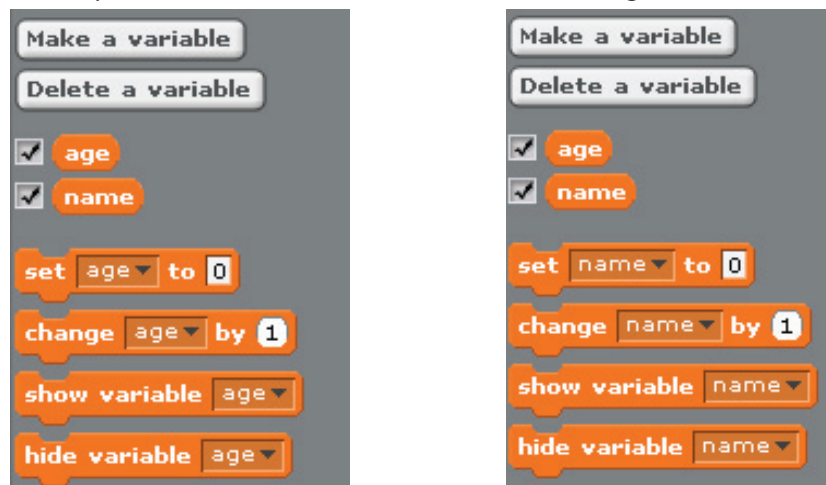 Make a variable
Delete a variable
age
name
set age to 0
change age by 1
show variable age
hide variable age
Make a variable
Delete a variable
age
name
set name to 0
change name by 1
show variable name
hide variable name